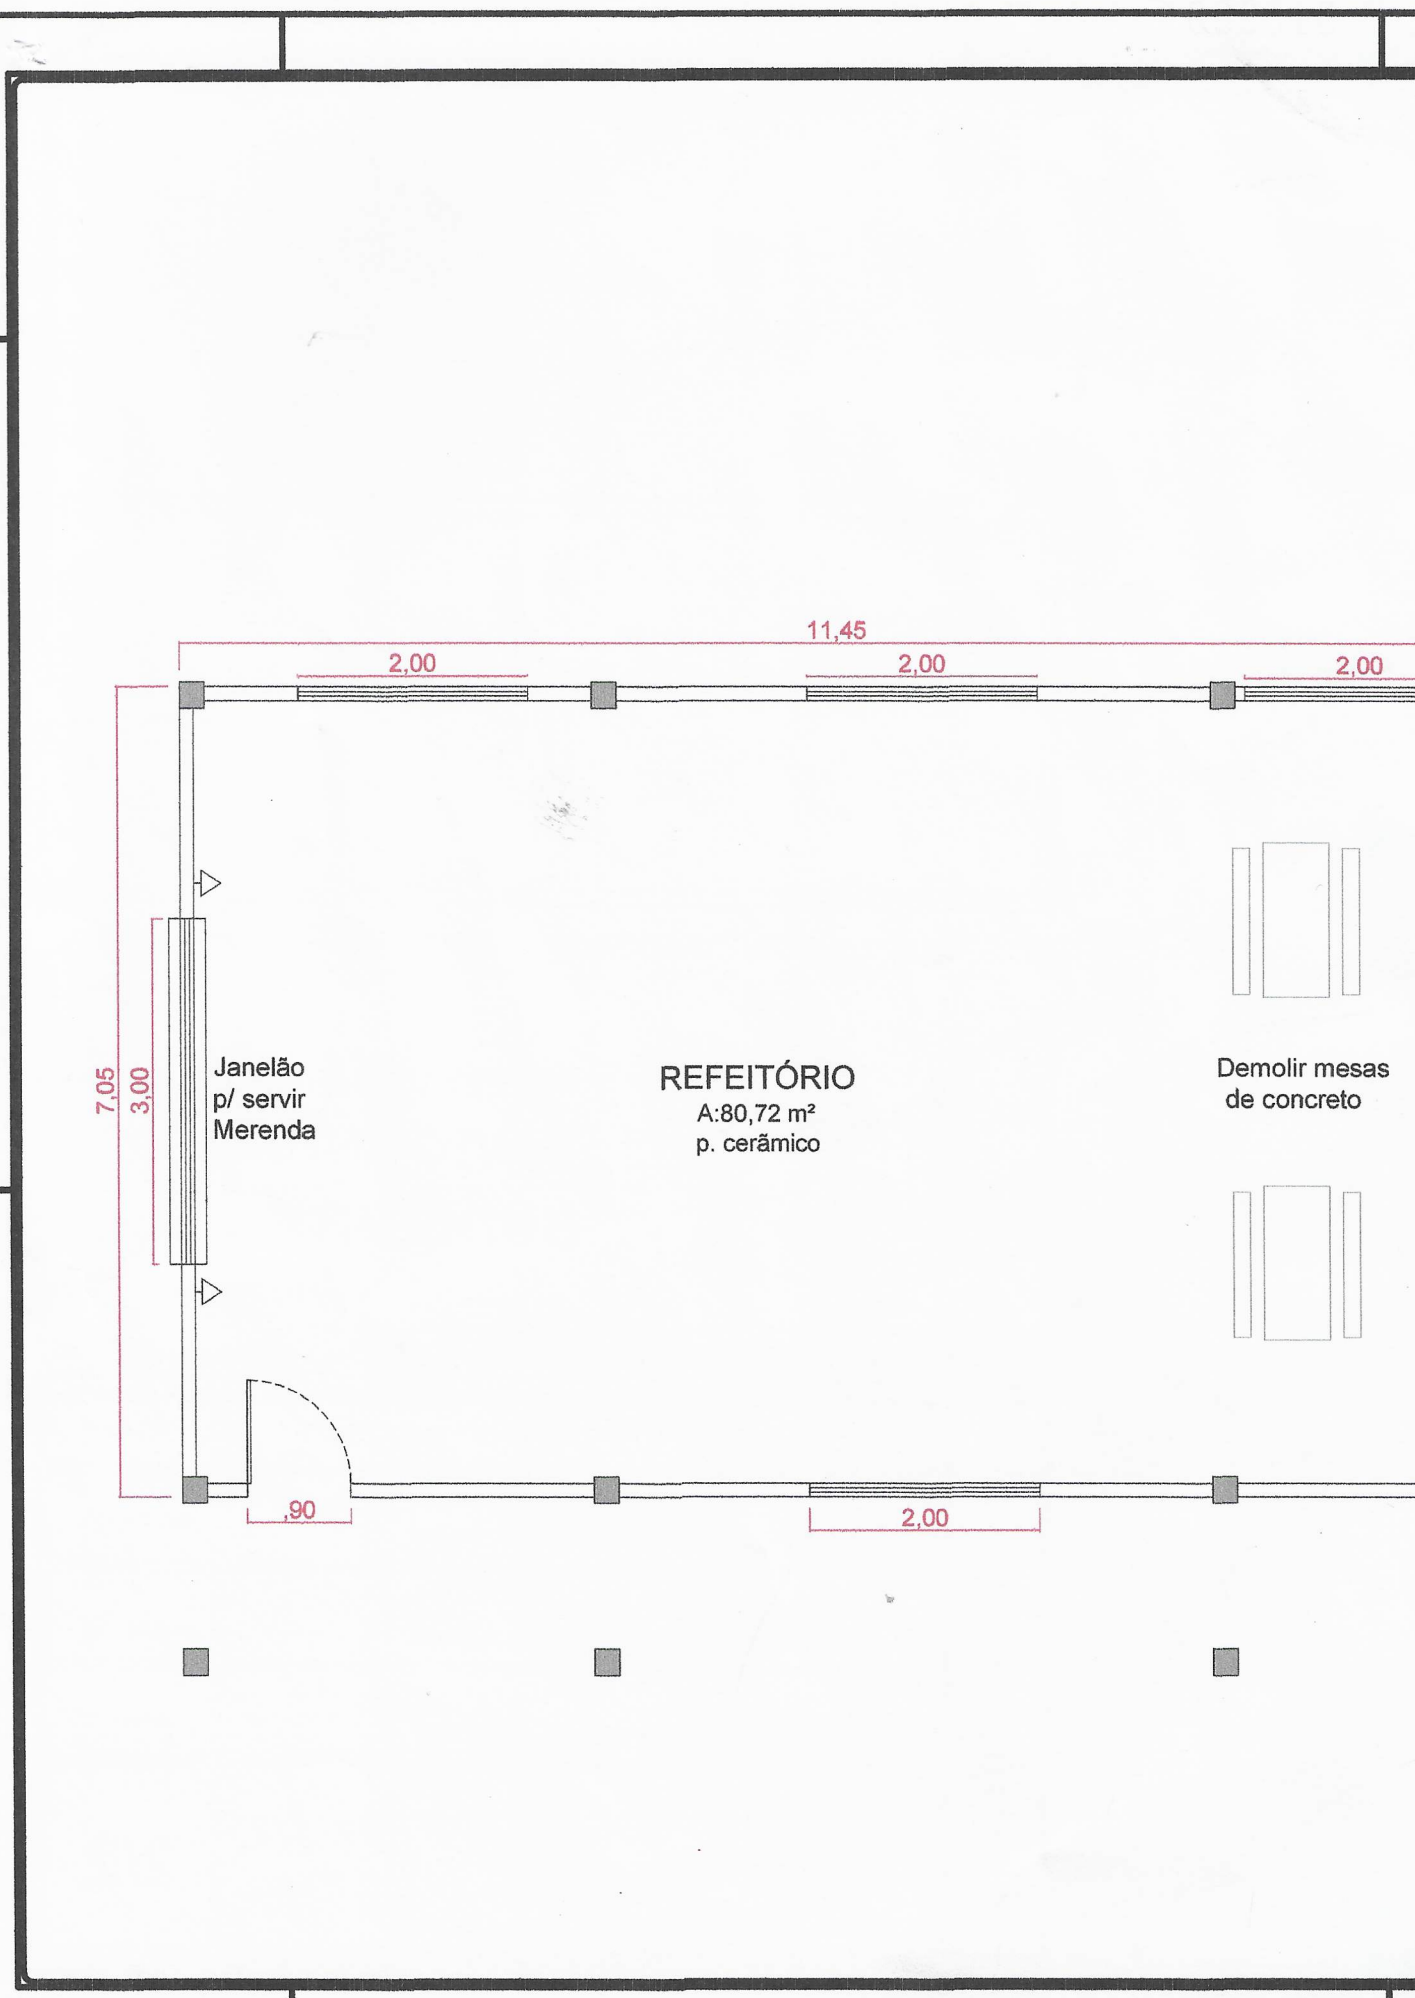 11,45
2,00
2,00
2,00
7,05
3,00
Janelão
p/ servir
Merenda
REFEITÓRIO
A:80,72 m²
p. cerãmico
Demolir mesas
de concreto
,90
2,00